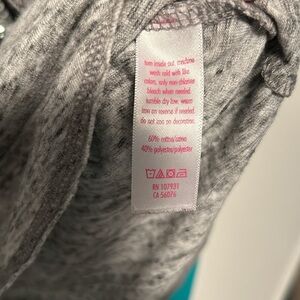 turn inside out. machine
wash cold with like
colors. only non-chlorine
bleach when needed.
tumble dry low. warm
iron on reverse if needed.
do not iron on decoration.
60% cotton/coton
40% polyester/polyester
RN 107931
CA 56076